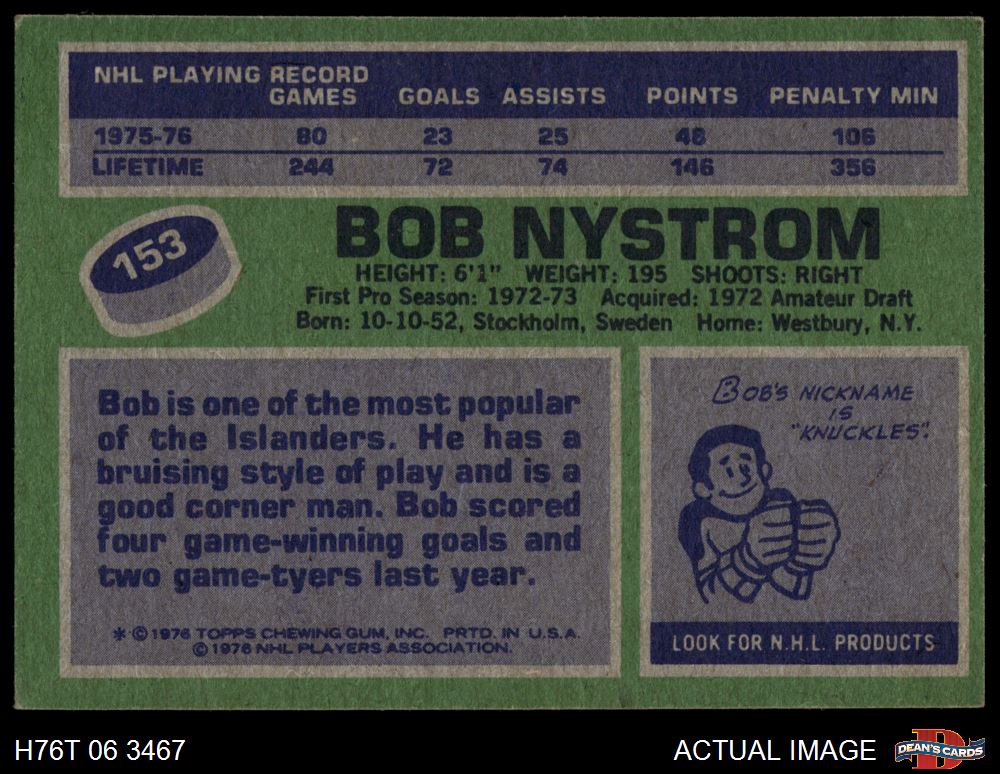 NHL PLAYING RECORD
GAMES GOALS ASSISTS POINTS PENALTY MIN
1975-76 80 23 25 48 106
LIFETIME 244 72 74 146 356
153
BOB NYSTROM
HEIGHT: 6'1" WEIGHT: 195 SHOOTS: RIGHT
First Pro Season: 1972-73 Acquired: 1972 Amateur Draft
Born: 10-10-52, Stockholm, Sweden Home: Westbury, N.Y.
Bob is one of the most popular
of the Islanders. He has a
bruising style of play and is a
good corner man. Bob scored
four game-winning goals and
two game-tyers last year.
*©1976 TOPPS CHEWING GUM, INC. PRTD. IN U.S.A.
©1976 NHL PLAYERS ASSOCIATION.
BOB'S NICKNAME
IS
"KNUCKLES".
LOOK FOR N.H.L. PRODUCTS
H76T 06 3467
ACTUAL IMAGE
D
DEAN'S CARDS